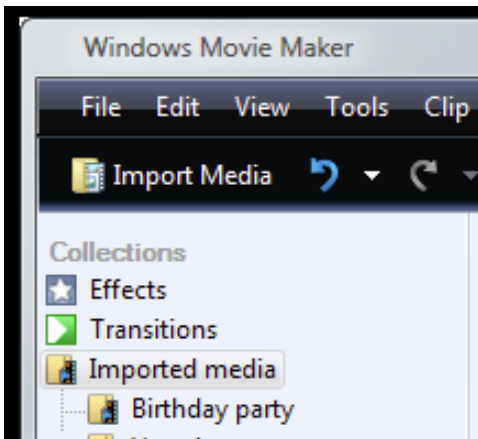 Windows Movie Maker
File Edit View Tools Clip
Import Media
Collections
Effects
Transitions
Imported media
Birthday party